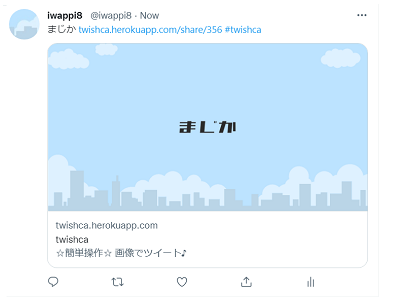 iwappi8 @iwappi8 · Now
まじか twishca.herokuapp.com/share/356 #twishca
まじか
twishca.herokuapp.com
twishca
☆簡単操作☆ 画像でツイート♪